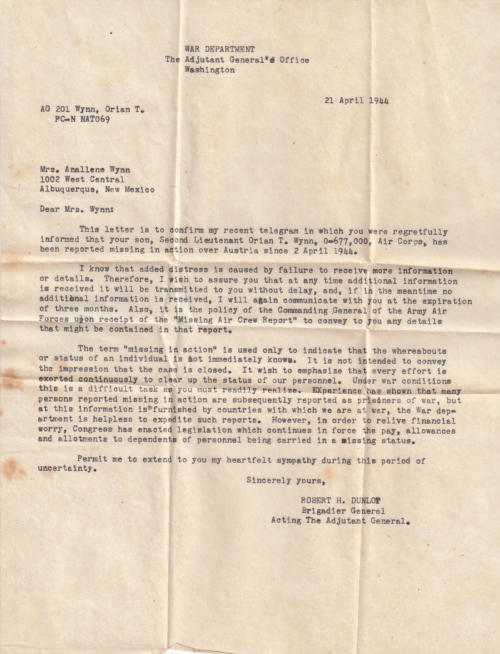 WAR DEPARTMENT
The Adjutant General's Office
Washington
21 April 1944
AG 201 Wynn, Orian T.
PC-N NAT069
Mrs. Anallene Wynn
1002 West Central
Albuquerque, New Mexico
Dear Mrs. Wynn:
This letter is to confirm my recent telegram in which you were regretfully
informed that your son, Second Lieutenant Orian T. Wynn, O-677,000, Air Corps, has
been reported missing in action over Austria since 2 April 1944.
I know that added distress is caused by failure to receive more information
or details. Therefore, I wish to assure you that at any time additional information
is received it will be transmitted to you without delay, and, if in the meantime no
additional information is received, I will again communicate with you at the expiration
of three months. Also, it is the policy of the Commanding General of the Army Air
Forces upon receipt of the "Missing Air Crew Report" to convey to you any details
that might be contained in that report.
The term "missing in action" is used only to indicate that the whereabouts
or status of an individual is not immediately known. It is not intended to convey
the impression that the case is closed. It wish to emphasize that every effort is
exerted continuously to clear up the status of our personnel. Under war conditions
this is a difficult task as you must readily realize. EXperience has shown that many
persons reported missing in action are subsequently reported as prisoners of war, but
at this information is furnished by countries with which we are at war, the War dep-
artment is helpless to expedite such reports. However, in order to relive financial
worry, Congress has enacted legislation which continues in force the pay, allowances
and allotments to dependents of personnel being carried in a missing status.
Permit me to extend to you my heartfelt sympathy during this period of
uncertainty.
Sincerely yours,
ROBERT H. DUNLOP
Brigadier General
Acting The Adjutant General.